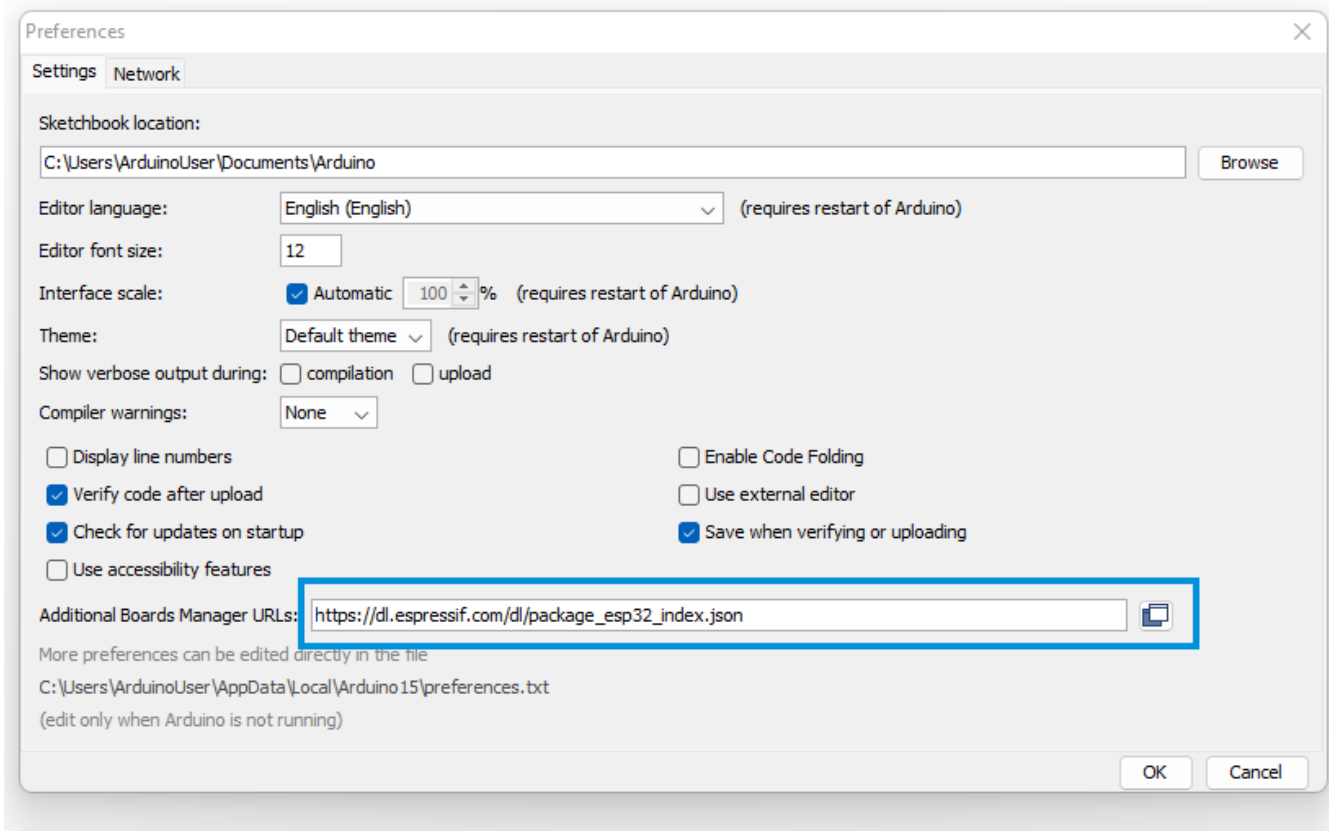 Preferences
Settings Network
Sketchbook location:
C:\Users\ArduinoUser\Documents\Arduino Browse
Editor language: English (English) (requires restart of Arduino)
Editor font size: 12
Interface scale: Automatic 100 % (requires restart of Arduino)
Theme: Default theme (requires restart of Arduino)
Show verbose output during: compilation upload
Compiler warnings: None
Display line numbers Enable Code Folding
Verify code after upload Use external editor
Check for updates on startup Save when verifying or uploading
Use accessibility features
Additional Boards Manager URLs: https://dl.espressif.com/dl/package_esp32_index.json
More preferences can be edited directly in the file
C:\Users\ArduinoUser\AppData\Local\Arduino15\preferences.txt
(edit only when Arduino is not running)
OK Cancel